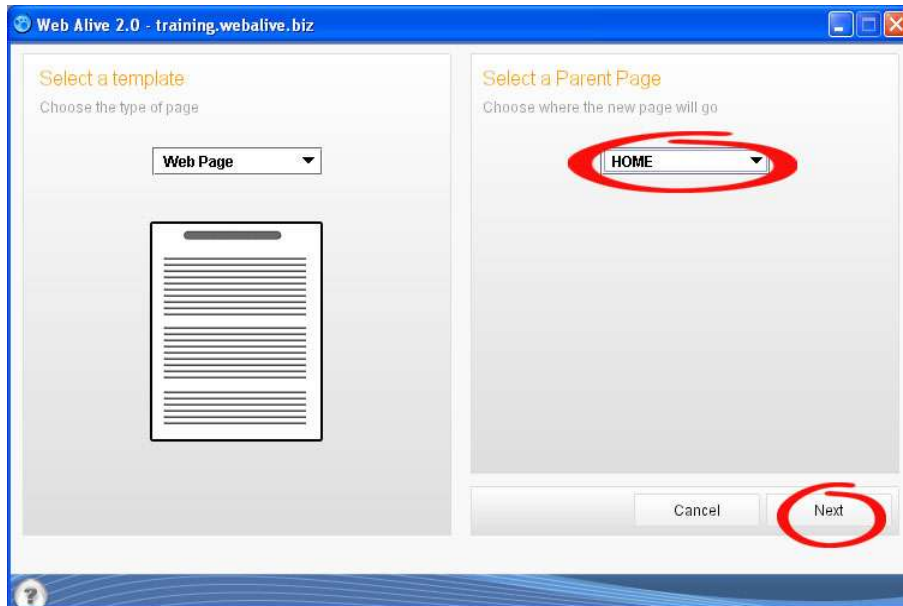 Web Alive 2.0 - training.webalive.biz
Select a template
Choose the type of page
Web Page
Select a Parent Page
Choose where the new page will go
HOME
Cancel
Next
?